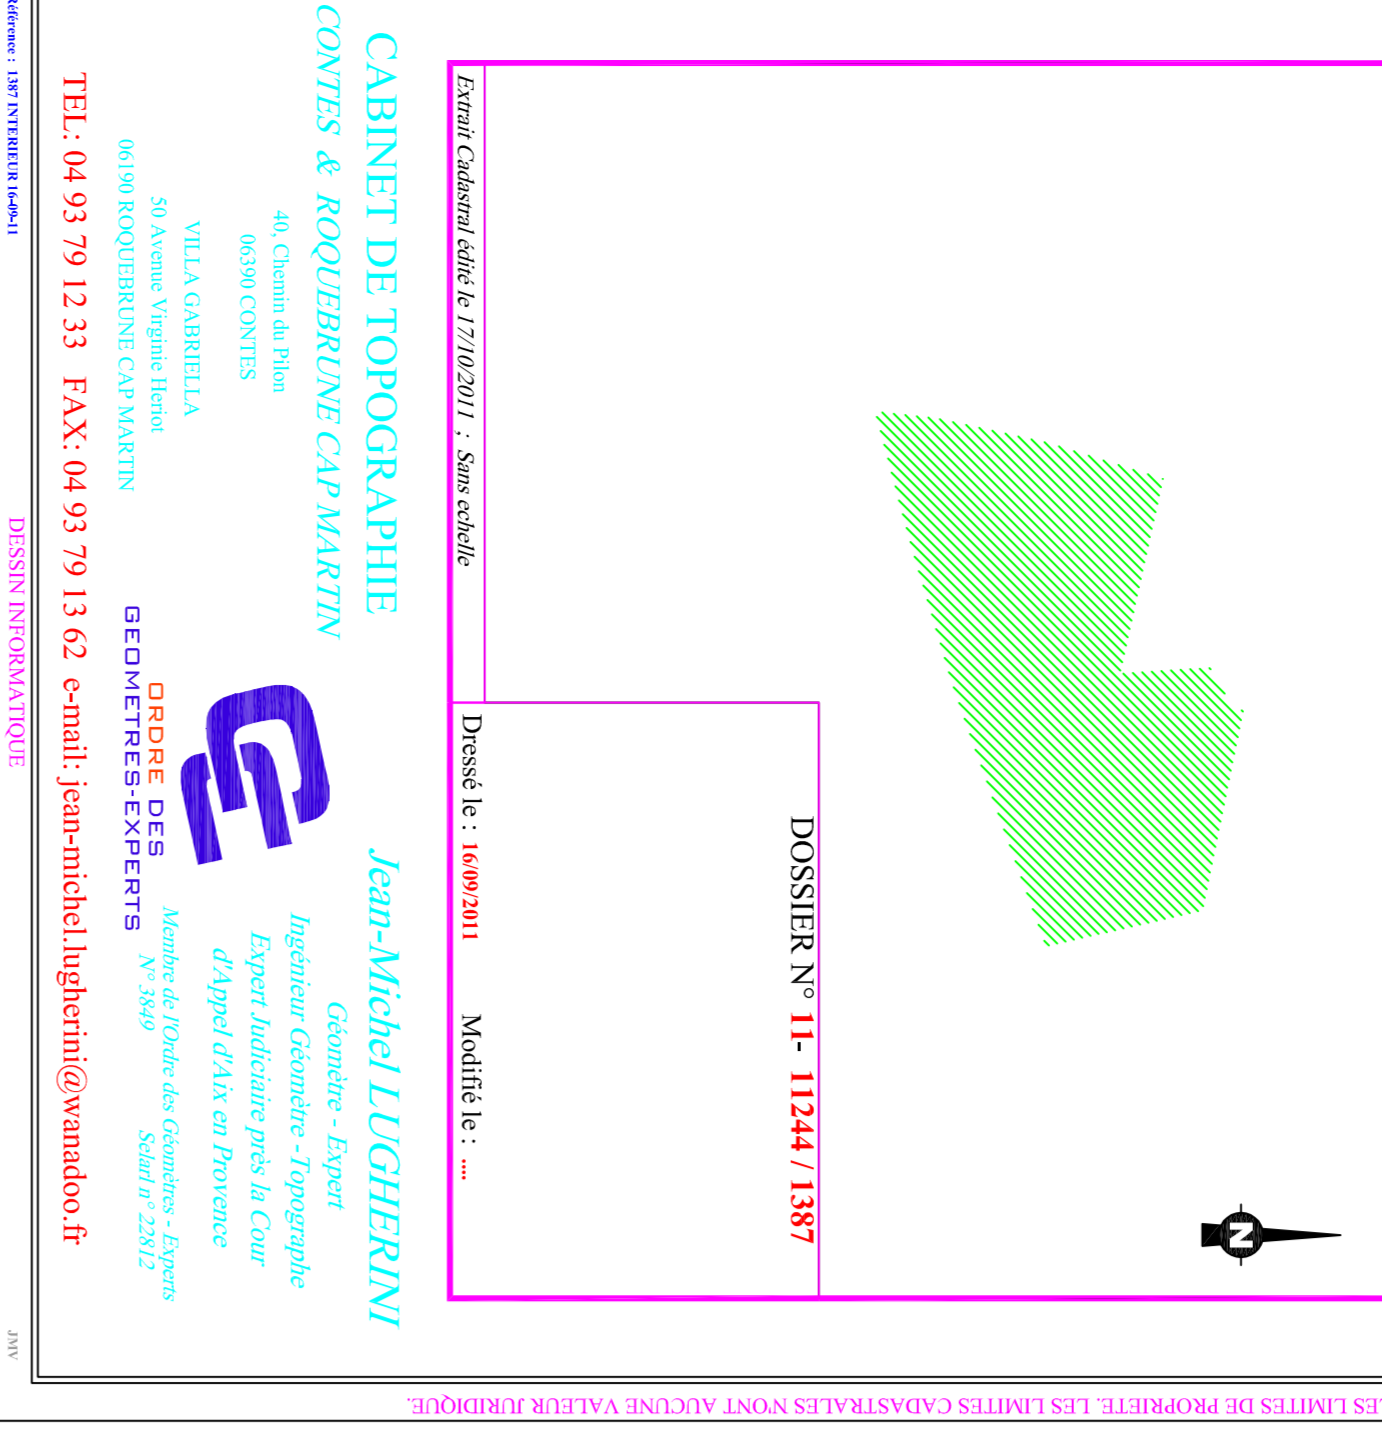 LES LIMITES DE PROPRIETE. LES LIMITES CADASTRALES N'ONT AUCUNE VALEUR JURIDIQUE.
DOSSIER N° 11- 11244 / 1387
N
Extrait Cadastral édité le 17/10/2011 ; Sans echelle
Dressé le : 16/09/2011 Modifié le : .....
CABINET DE TOPOGRAPHIE
CONTES & ROQUEBRUNE CAP MARTIN
40, Chemin du Pilon
06390 CONTES
VILLA GABRIELLA
50 Avenue Virginie Heriot
06190 ROQUEBRUNE CAP MARTIN
ORDRE DES
GEOMETRES-EXPERTS
Jean-Michel LUGHERINI
Géomètre - Expert
Ingénieur Géomètre - Topographe
Expert Judiciaire près la Cour
d'Appel d'Aix en Provence
Membre de l'Ordre des Géomètres - Experts
N° 3849 Selarl n° 22812
TEL: 04 93 79 12 33 FAX: 04 93 79 13 62 e-mail: jean-michel.lugherini@wanadoo.fr
Référence : 1387 INTERIEUR 16-09-11
DESSIN INFORMATIQUE
JMV